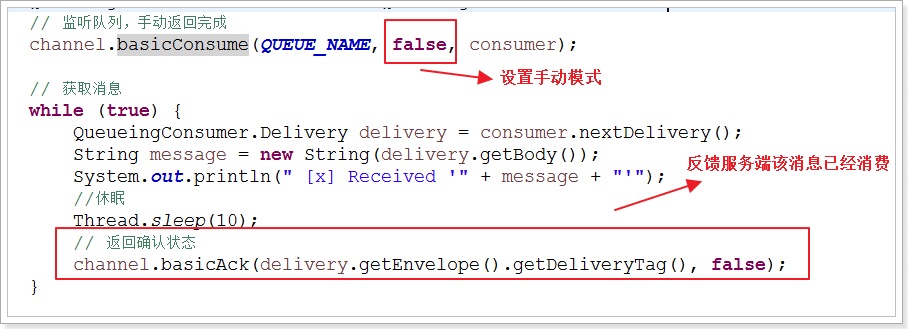 // 监听队列，手动返回完成
channel.basicConsume(QUEUE_NAME, false, consumer);
设置手动模式
// 获取消息
while (true) {
QueueingConsumer.Delivery delivery = consumer.nextDelivery();
String message = new String(delivery.getBody());
反馈服务端该消息已经消费
System.out.println(" [x] Received '" + message + "'");
//休眠
Thread.sleep(10);
// 返回确认状态
channel.basicAck(delivery.getEnvelope().getDeliveryTag(), false);
}